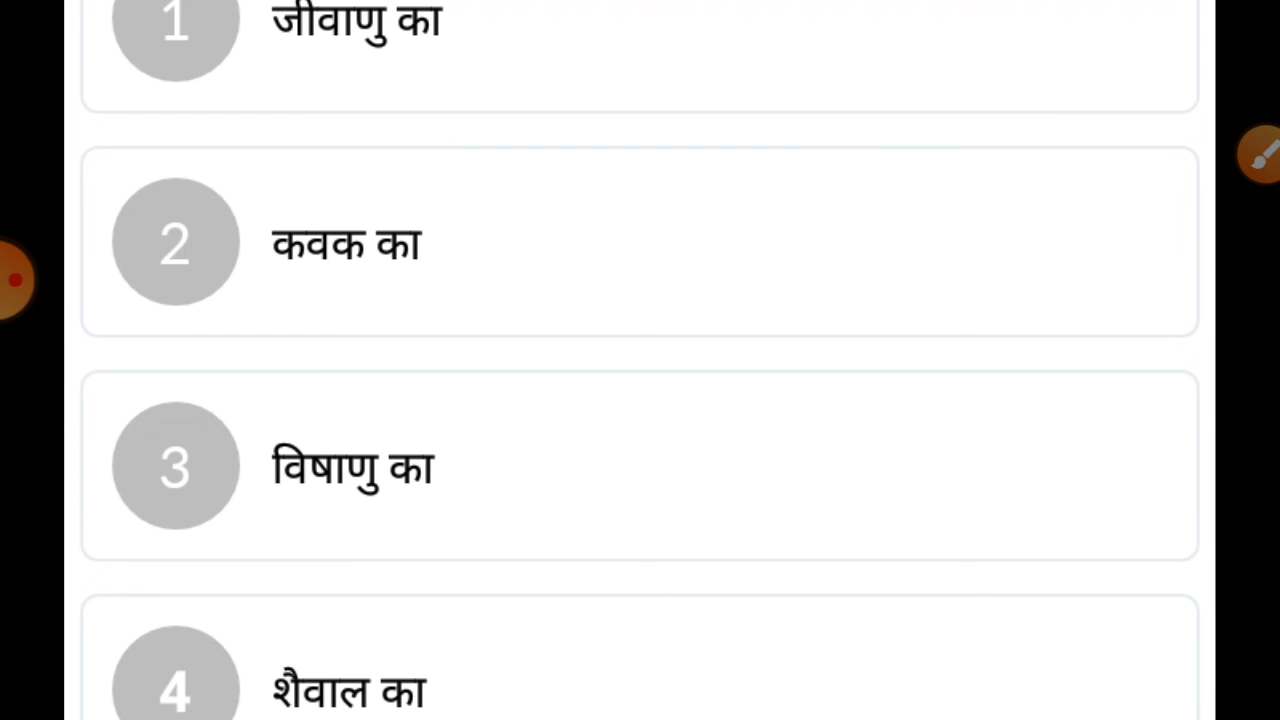 1 जीवाणु का
2 कवक का
3 विषाणु का
4 शैवाल का